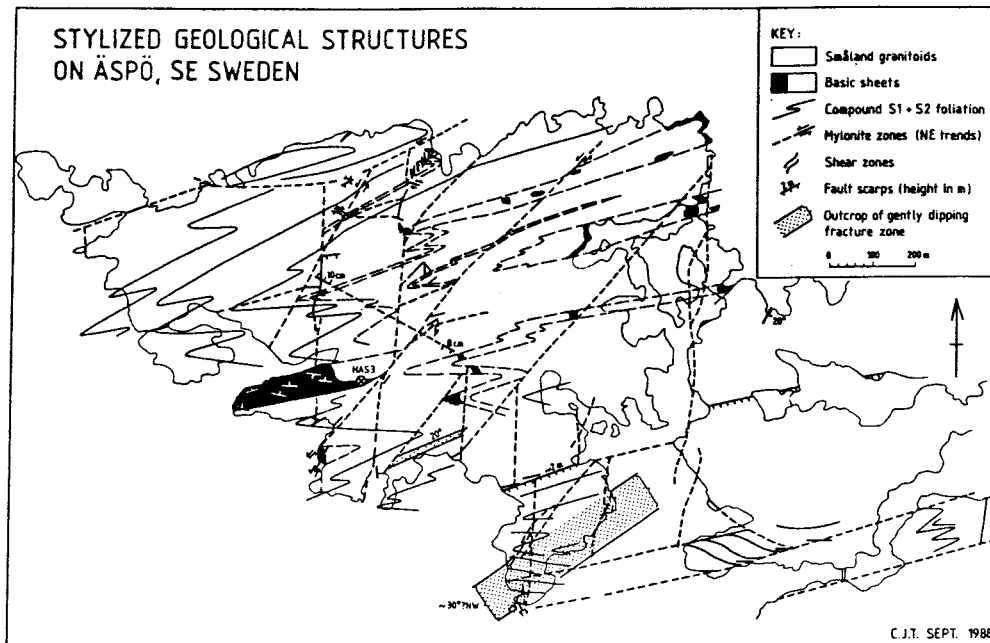 STYLIZED GEOLOGICAL STRUCTURES
ON ÄSPÖ, SE SWEDEN
KEY:
Småland granitoids
Basic sheets
Compound S1 + S2 foliation
Mylonite zones (NE trends)
Shear zones
Fault scarps (height in m)
Outcrop of gently dipping
fracture zone
0 100 200 m
10 cm
8 cm
HAS3
20°
20°
~ 30° ?NW
C.J.T. SEPT. 1988